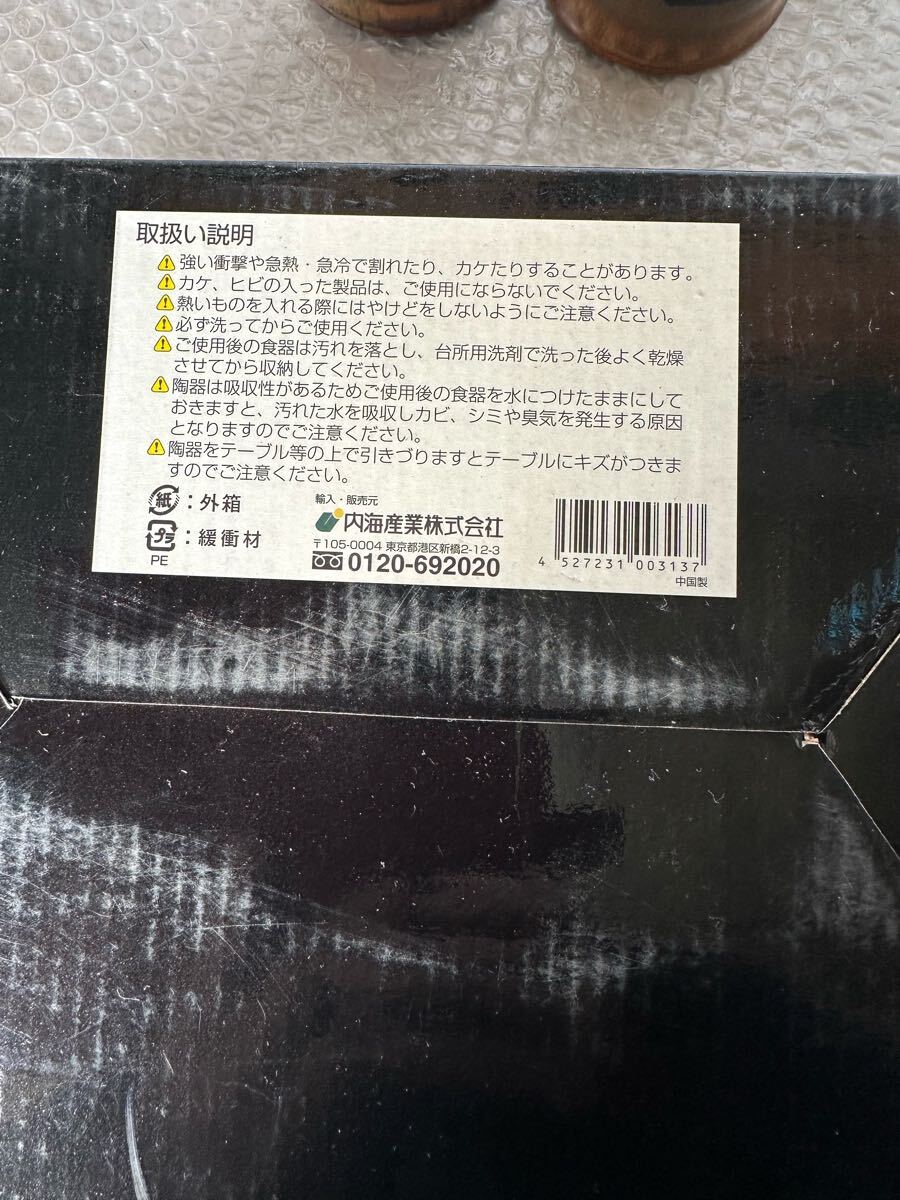 取扱い説明
強い衝撃や急熱・急冷で割れたり、カケたりすることがあります。
カケ、ヒビの入った製品は、ご使用にならないでください。
熱いものを入れる際にはやけどをしないようにご注意ください。
必ず洗ってからご使用ください。
ご使用後の食器は汚れを落とし、台所用洗剤で洗った後よく乾燥
させてから収納してください。
陶器は吸収性があるためご使用後の食器を水につけたままにして
おきますと、汚れた水を吸収しカビ、シミや臭気を発生する原因
となりますのでご注意ください。
陶器をテーブル等の上で引きづりますとテーブルにキズがつきま
すのでご注意ください。
紙：外箱
プラ：緩衝材
PE
輸入・販売元
内海産業株式会社
〒105-0004 東京都港区新橋2-12-3
0120-692020
4 527231 003137
中国製